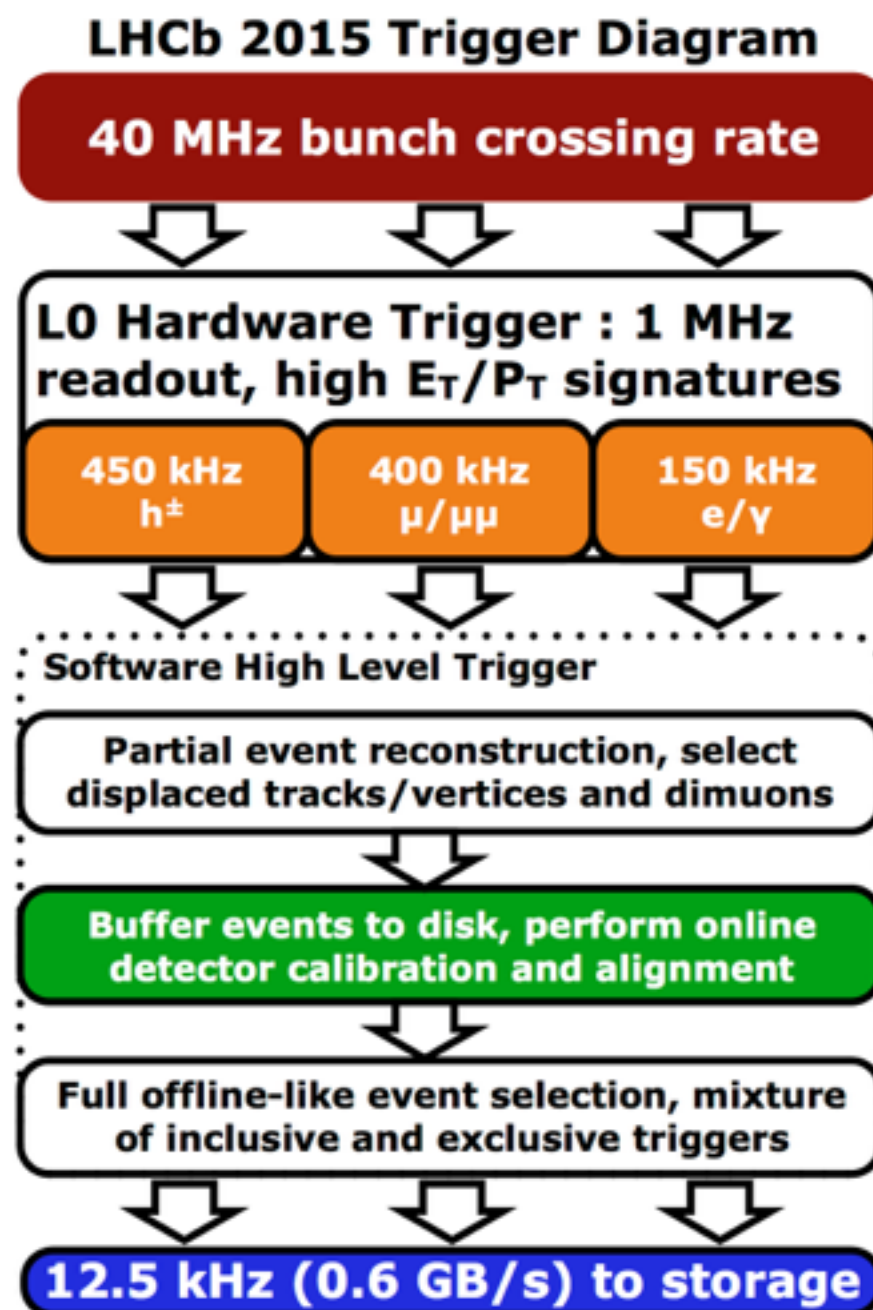 LHCb 2015 Trigger Diagram
40 MHz bunch crossing rate
L0 Hardware Trigger : 1 MHz
readout, high Eᴛ/Pᴛ signatures
450 kHz
h±
400 kHz
μ/μμ
150 kHz
e/γ
Software High Level Trigger
Partial event reconstruction, select
displaced tracks/vertices and dimuons
Buffer events to disk, perform online
detector calibration and alignment
Full offline-like event selection, mixture
of inclusive and exclusive triggers
12.5 kHz (0.6 GB/s) to storage